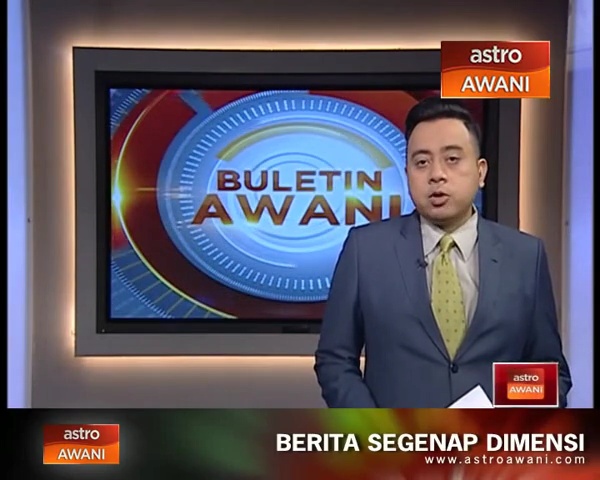 astro
AWANI
BULETIN
AWANI
astro
AWANI
astro
AWANI
BERITA SEGENAP DIMENSI
www.astroawani.com